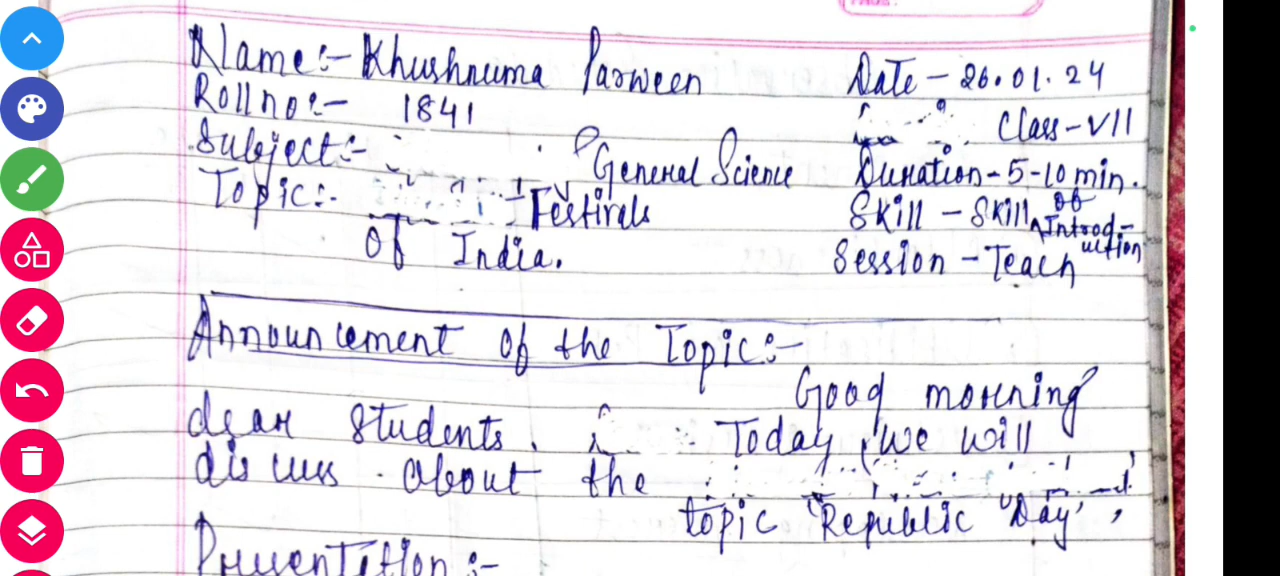 Name:- Khushnuma Parween Date - 26.01.24
Roll no:- 1841 Class - VII
Subject:- General Science Duration - 5-10 min.
Topic:- Festivals Skill - Skill of Introduction
of India. Session - Teach
Announcement of the Topic:-
Good morning
dear students. Today, we will
discuss about the
topic "Republic "Day",
Presentation :-